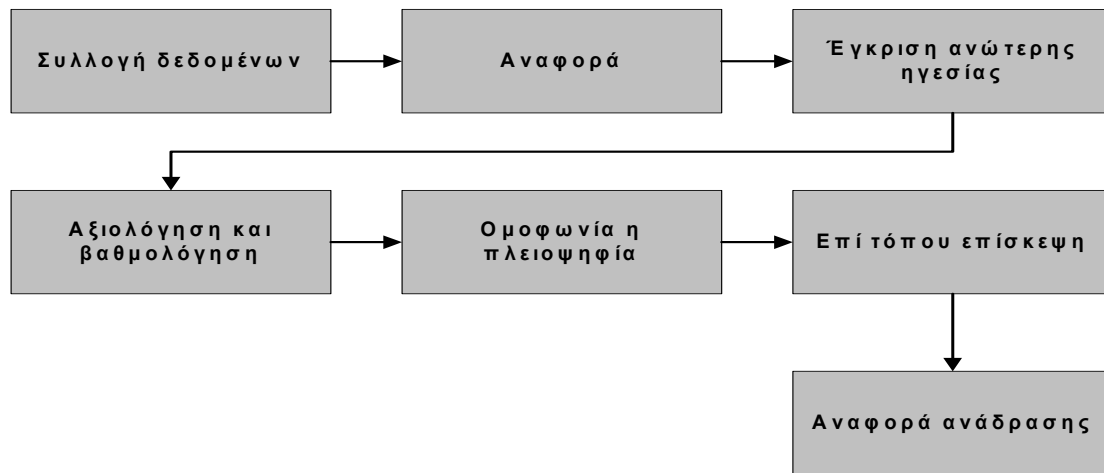 Συλλογή δεδομένων
Αναφορά
Έγκριση ανώτερης
ηγεσίας
Αξιολόγηση και
βαθμολόγηση
Ομοφωνία η
πλειοψηφία
Επί τόπου επίσκεψη
Αναφορά ανάδρασης